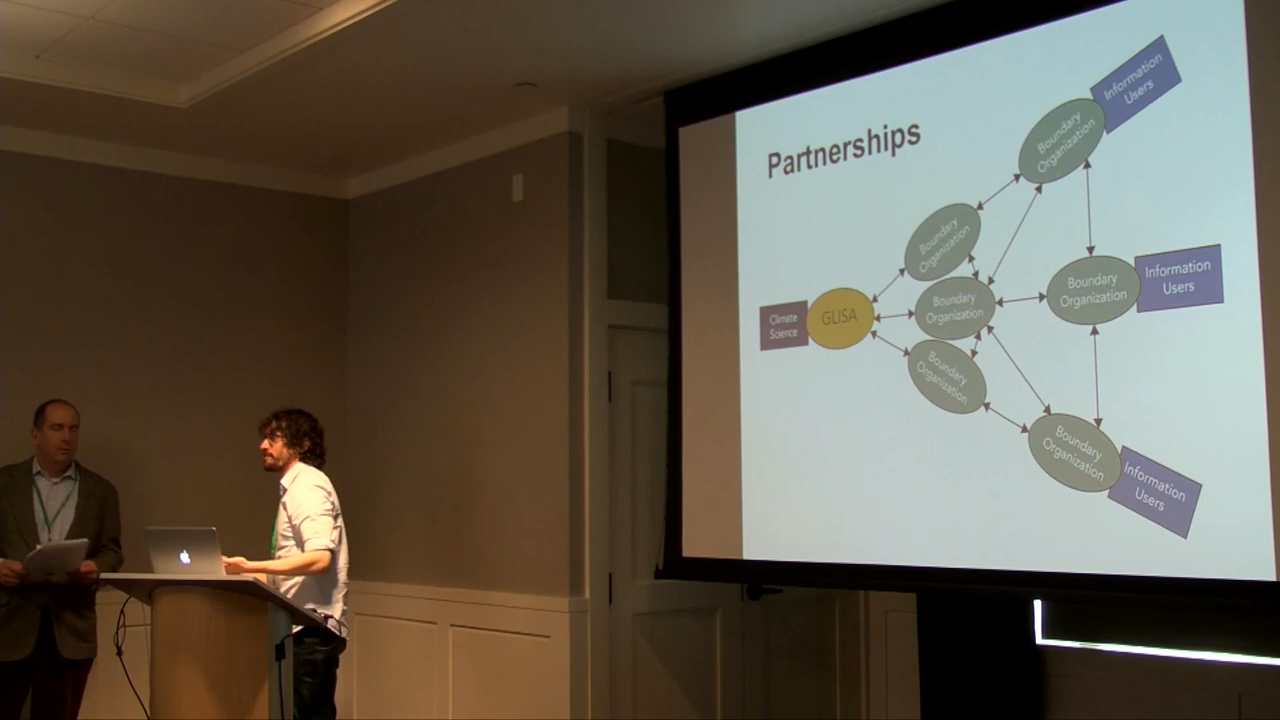 Partnerships
Information
Users
Boundary
Organization
Boundary
Organization
Climate
Science
GLISA
Boundary
Organization
Boundary
Organization
Information
Users
Boundary
Organization
Boundary
Organization
Information
Users